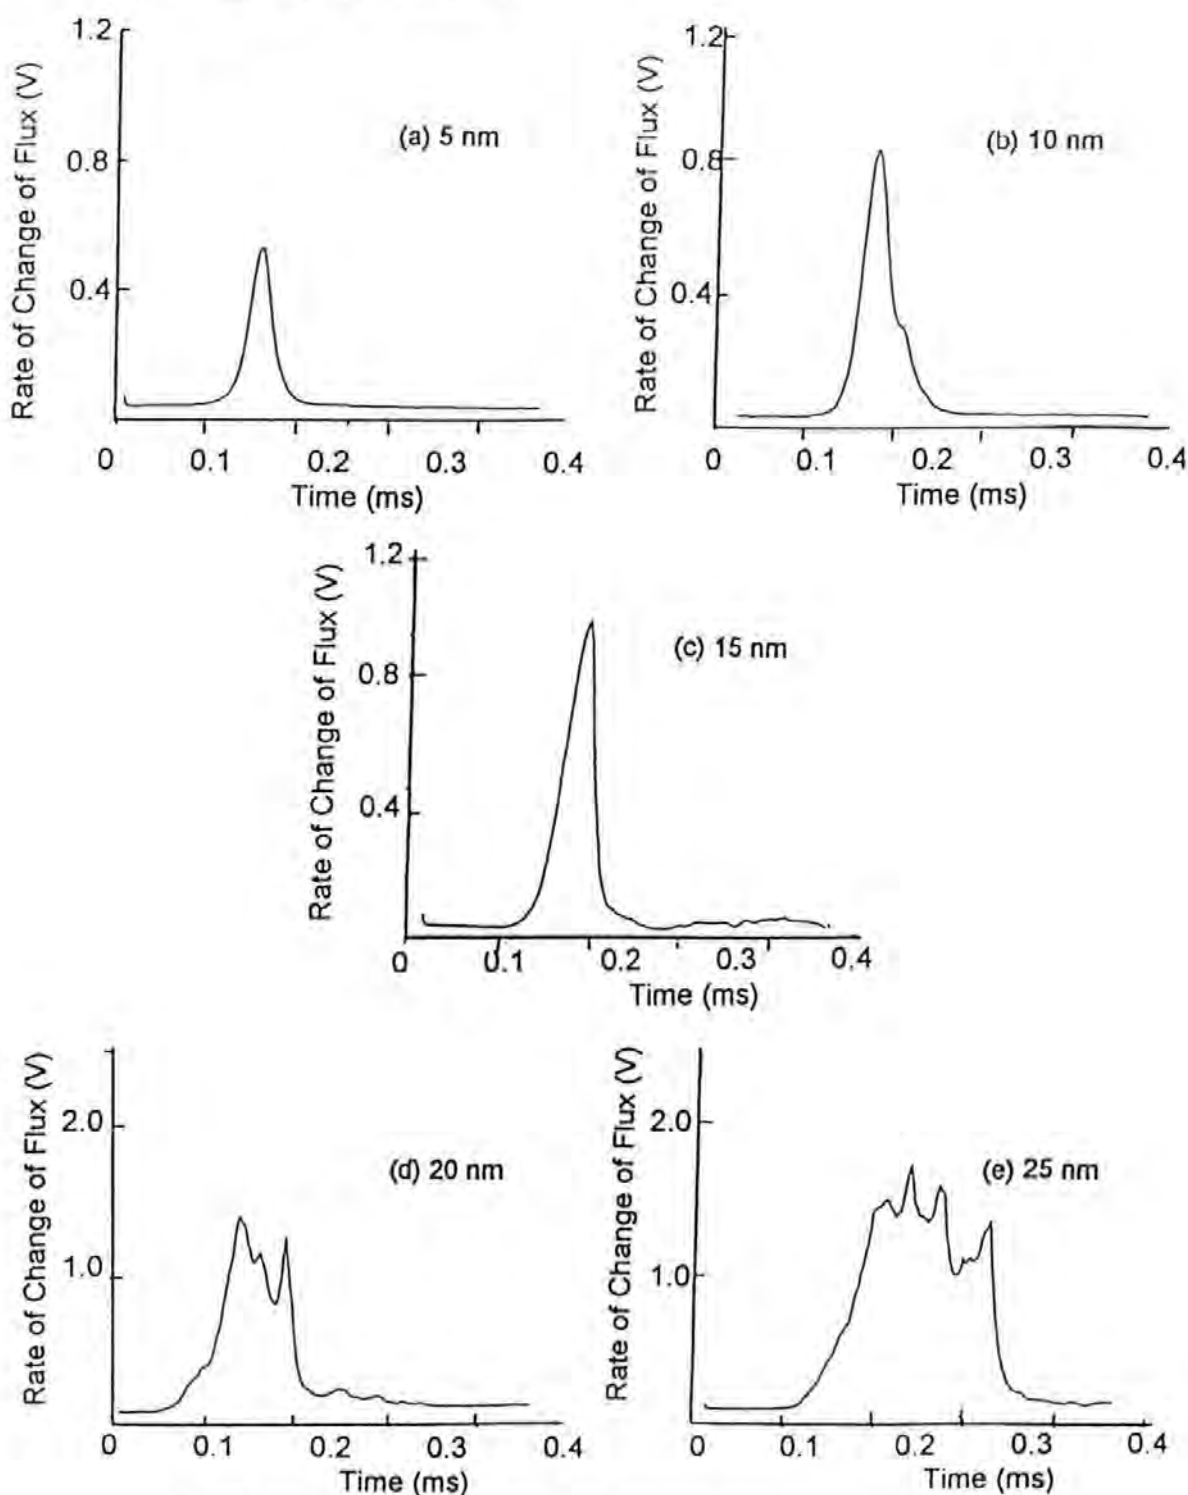 1.2
0.8
0.4
Rate of Change of Flux (V)
(a) 5 nm
0 0.1 0.2 0.3 0.4
Time (ms)
1.2
0.8
0.4
Rate of Change of Flux (V)
(b) 10 nm
0 0.1 0.2 0.3 0.4
Time (ms)
1.2
0.8
0.4
Rate of Change of Flux (V)
(c) 15 nm
0 0.1 0.2 0.3 0.4
Time (ms)
2.0
1.0
Rate of Change of Flux (V)
(d) 20 nm
0 0.1 0.2 0.3 0.4
Time (ms)
2.0
1.0
Rate of Change of Flux (V)
(e) 25 nm
0 0.1 0.2 0.3 0.4
Time (ms)